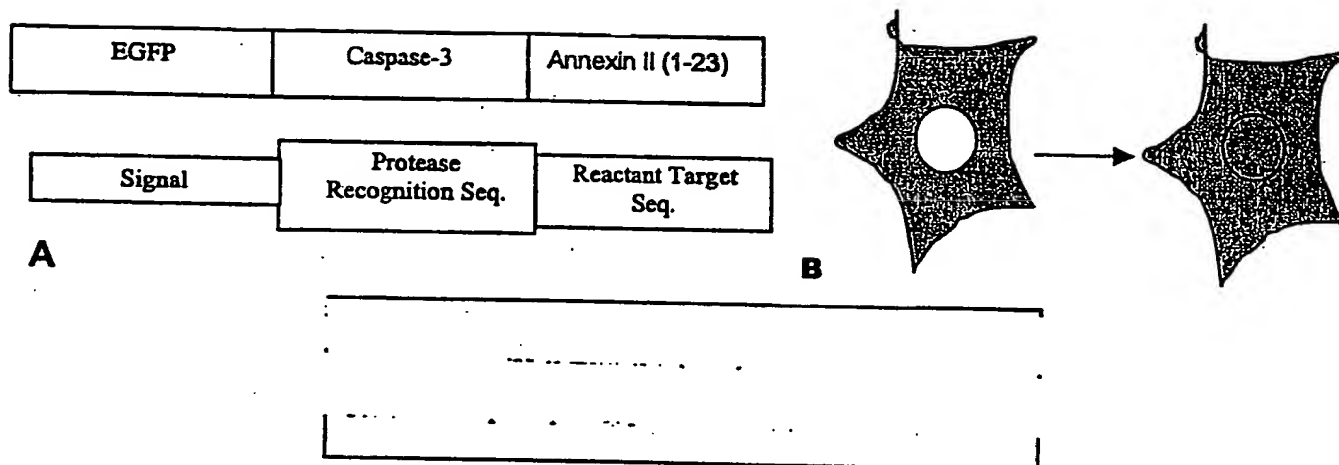 EGFP
Caspase-3
Annexin II (1-23)
Signal
Protease
Recognition Seq.
Reactant Target
Seq.
A
B